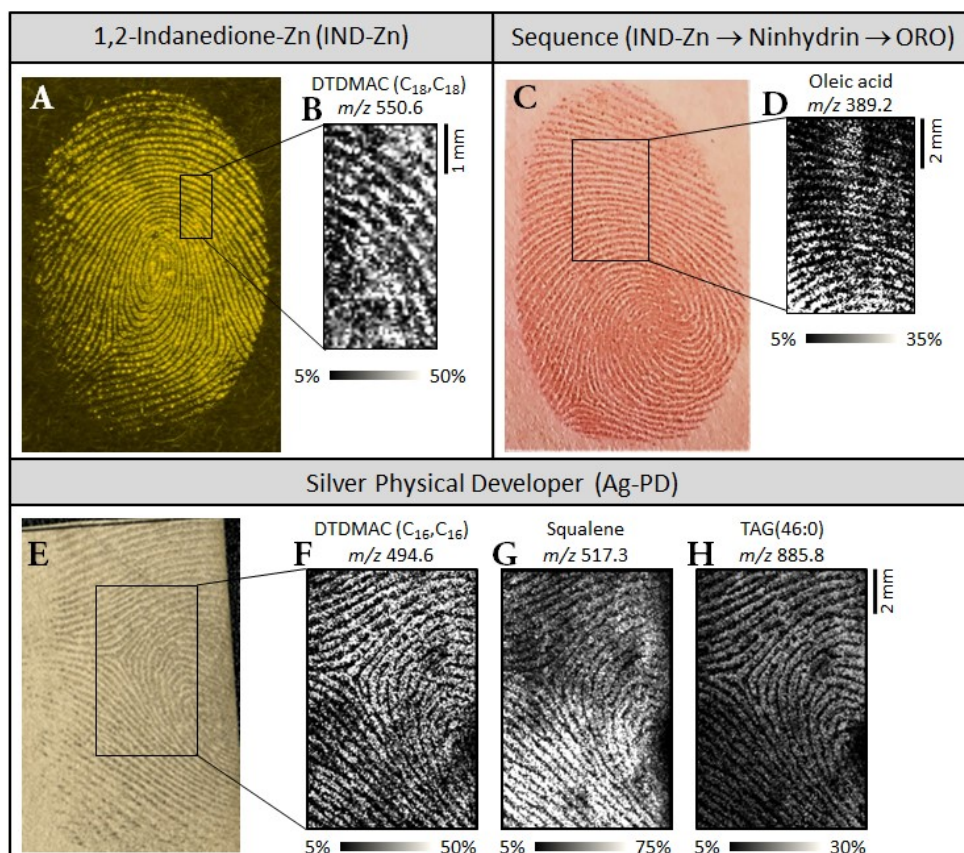 1,2-Indanedione-Zn (IND-Zn)
Sequence (IND-Zn → Ninhydrin → ORO)
A
DTDMAC (C₁₈,C₁₈)
B m/z 550.6
1 mm
5% 50%
C
Oleic acid
D m/z 389.2
2 mm
5% 35%
Silver Physical Developer (Ag-PD)
E
DTDMAC (C₁₆,C₁₆)
F m/z 494.6
5% 50%
Squalene
G m/z 517.3
5% 75%
TAG(46:0)
H m/z 885.8
2 mm
5% 30%